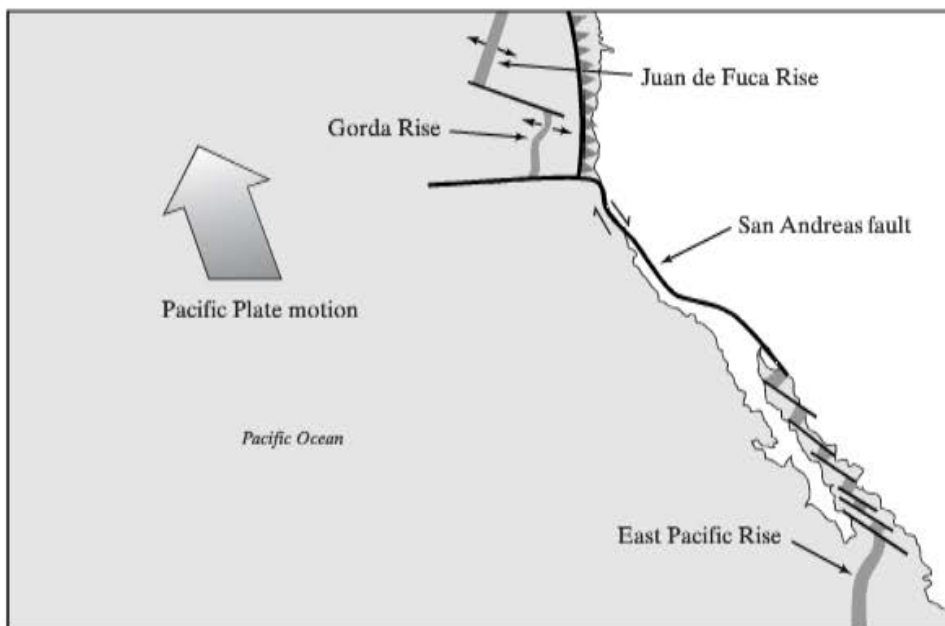 Juan de Fuca Rise
Gorda Rise
San Andreas fault
Pacific Plate motion
Pacific Ocean
East Pacific Rise